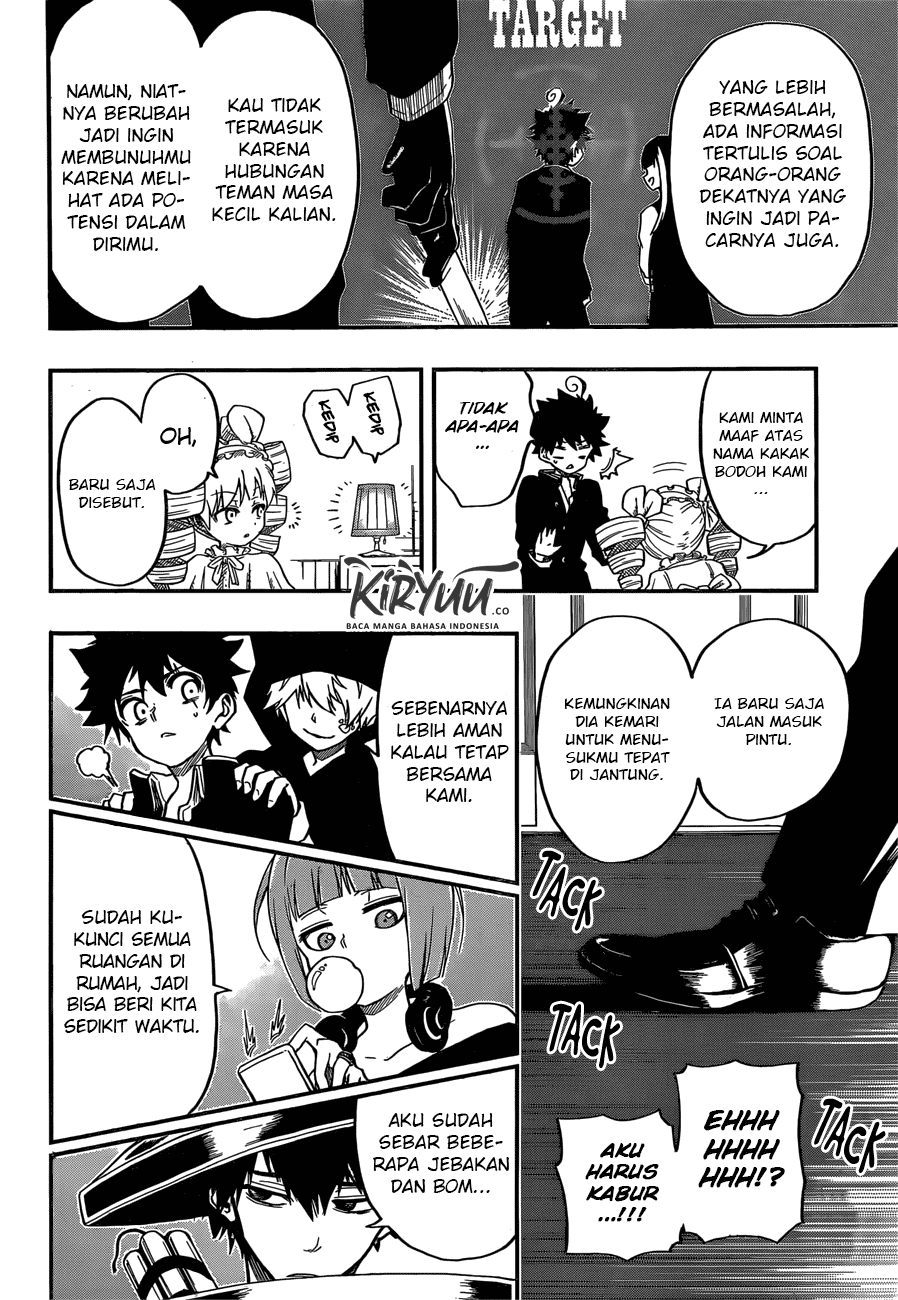 TARGET
YANG LEBIH
BERMASALAH,
ADA INFORMASI
TERTULIS SOAL
ORANG-ORANG
DEKATNYA YANG
INGIN JADI PA-
CARNYA JUGA.
KAU TIDAK
TERMASUK
KARENA
HUBUNGAN
TEMAN MASA
KECIL KALIAN.
NAMUN, NIAT-
NYA BERUBAH
JADI INGIN
MEMBUNUHMU
KARENA MELI-
HAT ADA PO-
TENSI DALAM
DIRIMU.
KAMI MINTA
MAAF ATAS
NAMA KAKAK
BODOH KAMI
...
TIDAK
APA-APA
...
KEDIP
KEDIP
OH,
BARU SAJA
DISEBUT.
KIRYUU.CO
BACA MANGA BAHASA INDONESIA
IA BARU SAJA
JALAN MASUK
PINTU.
KEMUNGKINAN
DIA KEMARI
UNTUK MENU-
SUKMU TEPAT
DI JANTUNG.
TACK
TACK
TACK
EHHH
HHHH
HHH!?
AKU
HARUS
KABUR
...!!!
SEBENARNYA
LEBIH AMAN
KALAU TETAP
BERSAMA
KAMI.
SUDAH KU-
KUNCI SEMUA
RUANGAN DI
RUMAH, JADI
BISA BERI KITA
SEDIKIT WAKTU.
AKU SUDAH
SEBAR BEBE-
RAPA JEBAKAN
DAN BOM...